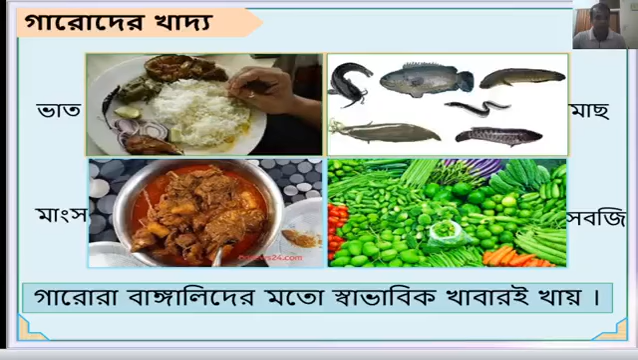 গারোদের খাদ্য
ভাত
মাছ
মাংস
সবজি
গারোরা বাঙ্গালিদের মতো স্বাভাবিক খাবারই খায় ।